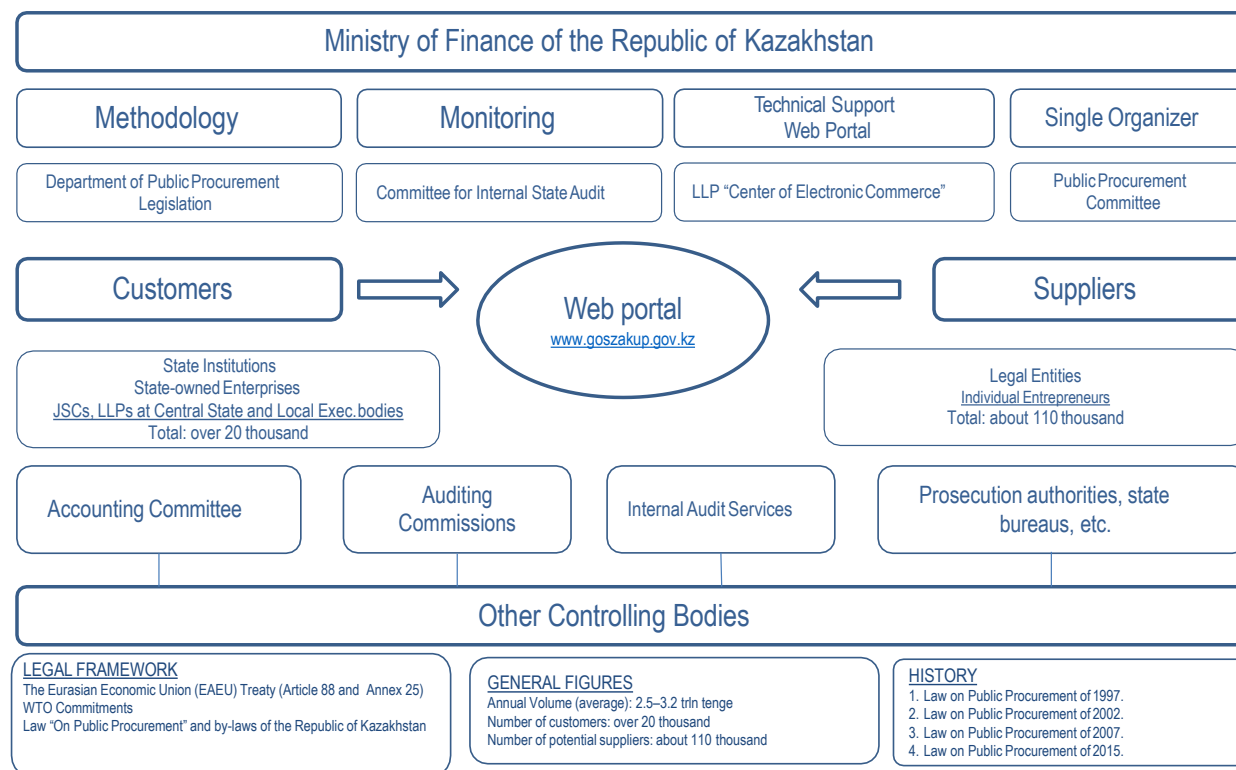 Ministry of Finance of the Republic of Kazakhstan
Methodology
Monitoring
Technical Support
Web Portal
Single Organizer
Department of Public Procurement
Legislation
Committee for Internal State Audit
LLP “Center of Electronic Commerce”
Public Procurement
Committee
Customers
Web portal
www.goszakup.gov.kz
Suppliers
State Institutions
State-owned Enterprises
JSCs, LLPs at Central State and Local Exec.bodies
Total: over 20 thousand
Legal Entities
Individual Entrepreneurs
Total: about 110 thousand
Accounting Committee
Auditing
Commissions
Internal Audit Services
Prosecution authorities, state
bureaus, etc.
Other Controlling Bodies
LEGAL FRAMEWORK
The Eurasian Economic Union (EAEU) Treaty (Article 88 and Annex 25)
WTO Commitments
Law “On Public Procurement” and by-laws of the Republic of Kazakhstan
GENERAL FIGURES
Annual Volume (average): 2.5–3.2 trln tenge
Number of customers: over 20 thousand
Number of potential suppliers: about 110 thousand
HISTORY
1. Law on Public Procurement of 1997.
2. Law on Public Procurement of 2002.
3. Law on Public Procurement of 2007.
4. Law on Public Procurement of 2015.